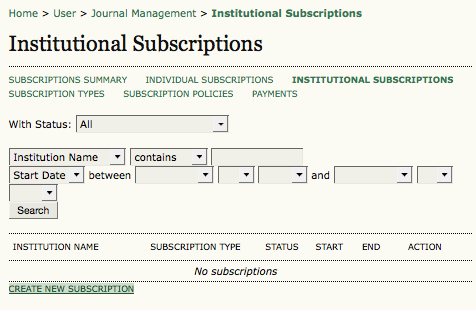 Home > User > Journal Management > Institutional Subscriptions
Institutional Subscriptions
SUBSCRIPTIONS SUMMARY INDIVIDUAL SUBSCRIPTIONS INSTITUTIONAL SUBSCRIPTIONS
SUBSCRIPTION TYPES SUBSCRIPTION POLICIES PAYMENTS
With Status: All
Institution Name contains
Start Date between and
Search
INSTITUTION NAME SUBSCRIPTION TYPE STATUS START END ACTION
No subscriptions
CREATE NEW SUBSCRIPTION